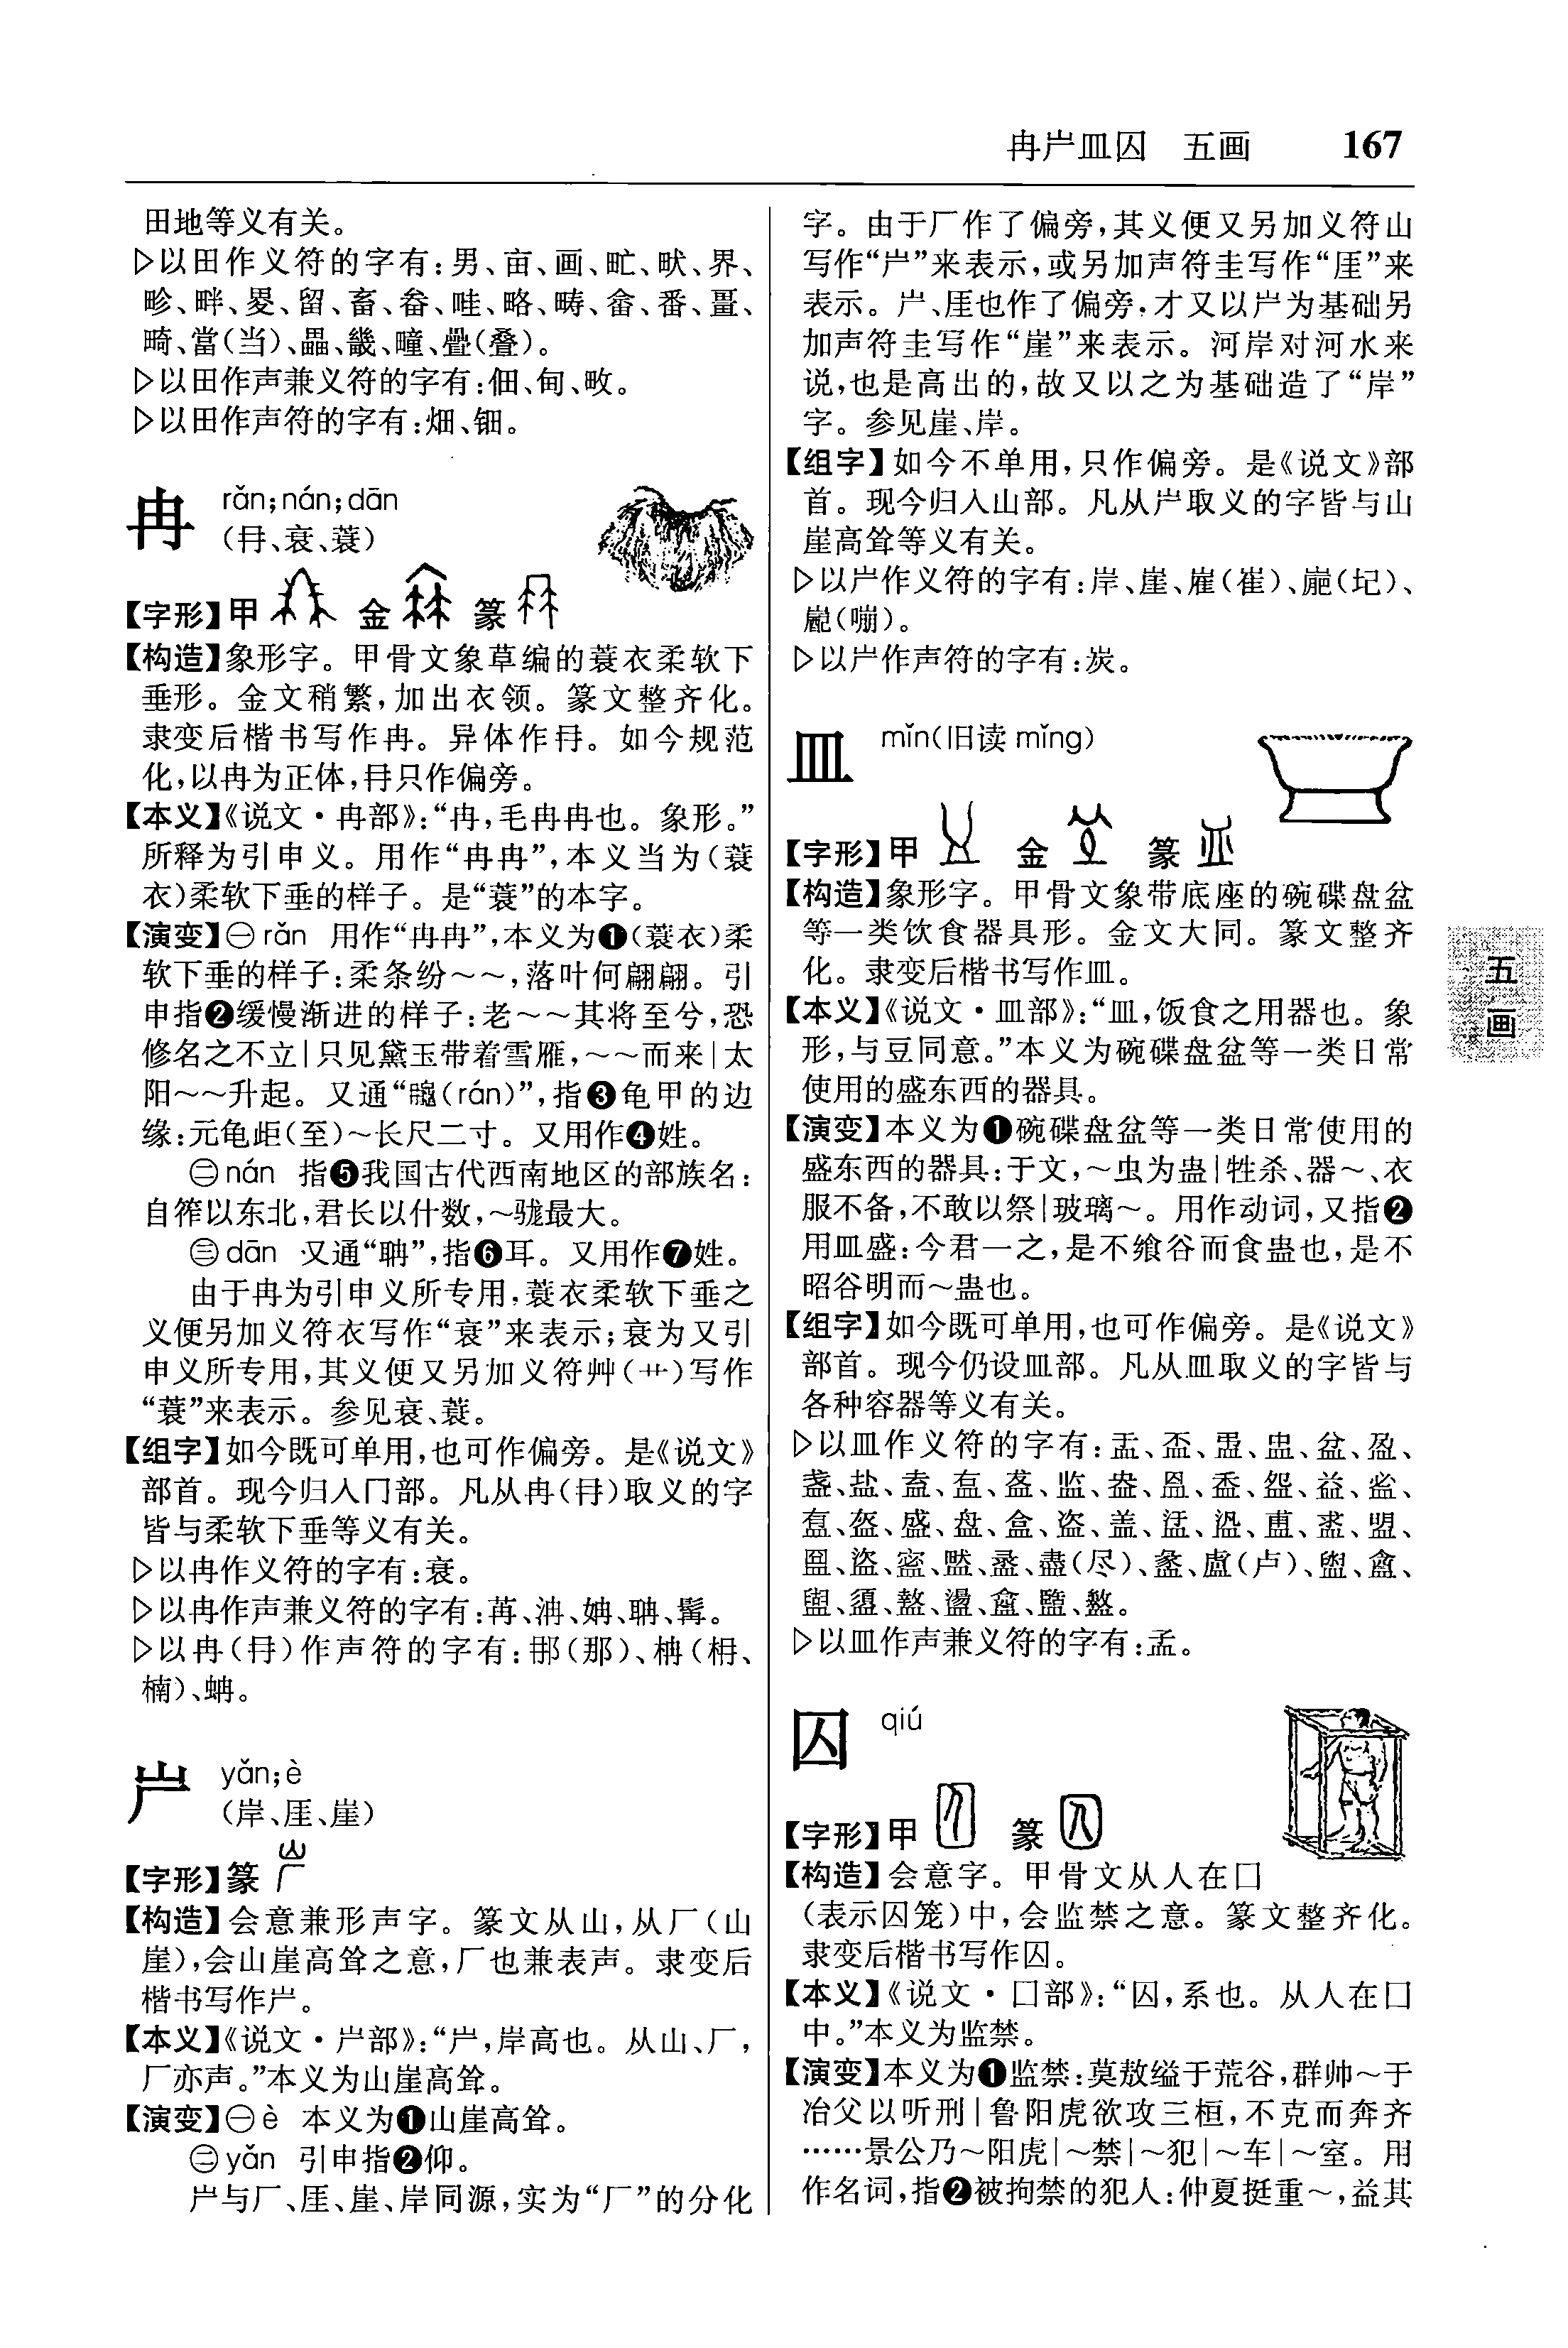 冉屵皿囚　五画　167
田地等义有关。
▷以田作义符的字有:男、亩、画、甿、畎、界、
畛、畔、畟、留、畜、畚、畦、略、畴、畬、番、畺、
畸、當(当)、畾、畿、疃、疊(叠)。
▷以田作声兼义符的字有:佃、甸、畋。
▷以田作声符的字有:畑、钿。
冉 rǎn;nán;dān
(冄、衰、蓑)
【字形】甲 金 篆
【构造】象形字。甲骨文象草编的蓑衣柔软下
垂形。金文稍繁,加出衣领。篆文整齐化。
隶变后楷书写作冉。异体作冄。如今规范
化,以冉为正体,冄只作偏旁。
【本义】《说文·冉部》:“冉,毛冉冉也。象形。”
所释为引申义。用作“冉冉”,本义当为(蓑
衣)柔软下垂的样子。是“蓑”的本字。
【演变】㊀rǎn 用作“冉冉”,本义为❶(蓑衣)柔
软下垂的样子:柔条纷～～,落叶何翩翩。引
申指❷缓慢渐进的样子:老～～其将至兮,恐
修名之不立|只见黛玉带着雪雁,～～而来|太
阳～～升起。又通“(rán)”,指❸龟甲的边
缘:元龟岠(至)～长尺二寸。又用作❹姓。
㊁nán 指❺我国古代西南地区的部族名:
自筰以东北,君长以什数,～駹最大。
㊂dān 又通“聃”,指❻耳。又用作❼姓。
由于冉为引申义所专用,蓑衣柔软下垂之
义便另加义符衣写作“衰”来表示;衰为又引
申义所专用,其义便又另加义符艸(艹)写作
“蓑”来表示。参见衰、蓑。
【组字】如今既可单用,也可作偏旁。是《说文》
部首。现今归入冂部。凡从冉(冄)取义的字
皆与柔软下垂等义有关。
▷以冉作义符的字有:衰。
▷以冉作声兼义符的字有:苒、㳙、姌、聃、髯。
▷以冉(冄)作声符的字有:𨙻(那)、柟(枏、
楠)、蚺。
屵 yǎn;è
(岸、厓、崖)
【字形】篆
【构造】会意兼形声字。篆文从山,从厂(山
崖),会山崖高耸之意,厂也兼表声。隶变后
楷书写作屵。
【本义】《说文·屵部》:“屵,岸高也。从山、厂,
厂亦声。”本义为山崖高耸。
【演变】㊀è 本义为❶山崖高耸。
㊁yǎn 引申指❷仰。
屵与厂、厓、崖、岸同源,实为“厂”的分化
字。由于厂作了偏旁,其义便又另加义符山
写作“屵”来表示,或另加声符圭写作“厓”来
表示。屵、厓也作了偏旁,才又以屵为基础另
加声符圭写作“崖”来表示。河岸对河水来
说,也是高出的,故又以之为基础造了“岸”
字。参见崖、岸。
【组字】如今不单用,只作偏旁。是《说文》部
首。现今归入山部。凡从屵取义的字皆与山
崖高耸等义有关。
▷以屵作义符的字有:岸、崖、嵟(崔)、嶏(圮)、
(嘣)。
▷以屵作声符的字有:炭。
皿 mǐn(旧读 mǐng)
【字形】甲 金 篆
【构造】象形字。甲骨文象带底座的碗碟盘盆
等一类饮食器具形。金文大同。篆文整齐
化。隶变后楷书写作皿。
【本义】《说文·皿部》:“皿,饭食之用器也。象
形,与豆同意。”本义为碗碟盘盆等一类日常
使用的盛东西的器具。
【演变】本义为❶碗碟盘盆等一类日常使用的
盛东西的器具:于文,～虫为蛊|牲杀、器～、衣
服不备,不敢以祭|玻璃～。用作动词,又指❷
用皿盛:今君一之,是不飨谷而食蛊也,是不
昭谷明而～蛊也。
【组字】如今既可单用,也可作偏旁。是《说文》
部首。现今仍设皿部。凡从皿取义的字皆与
各种容器等义有关。
▷以皿作义符的字有:盂、盃、盄、盅、盆、盈、
盏、盐、盍、盇、盉、监、盎、昷、盃、盌、益、盗、
盒、盔、盛、盘、盒、盗、盖、盓、盪、盡、盚、盟、
盈、盜、盜、盩、盝、盡(尽)、盠、盧(卢)、盥、盦、
盥、盨、盩、盪、盫、盬、盭。
▷以皿作声兼义符的字有:孟。
囚 qiú
【字形】甲 篆
【构造】会意字。甲骨文从人在囗
(表示囚笼)中,会监禁之意。篆文整齐化。
隶变后楷书写作囚。
【本义】《说文·囗部》:“囚,系也。从人在囗
中。”本义为监禁。
【演变】本义为❶监禁:莫敖缢于荒谷,群帅～于
冶父以听刑|鲁阳虎欲攻三桓,不克而奔齐
……景公乃～阳虎|～禁|～犯|～车|～室。用
作名词,指❷被拘禁的犯人:仲夏挺重～,益其
五画